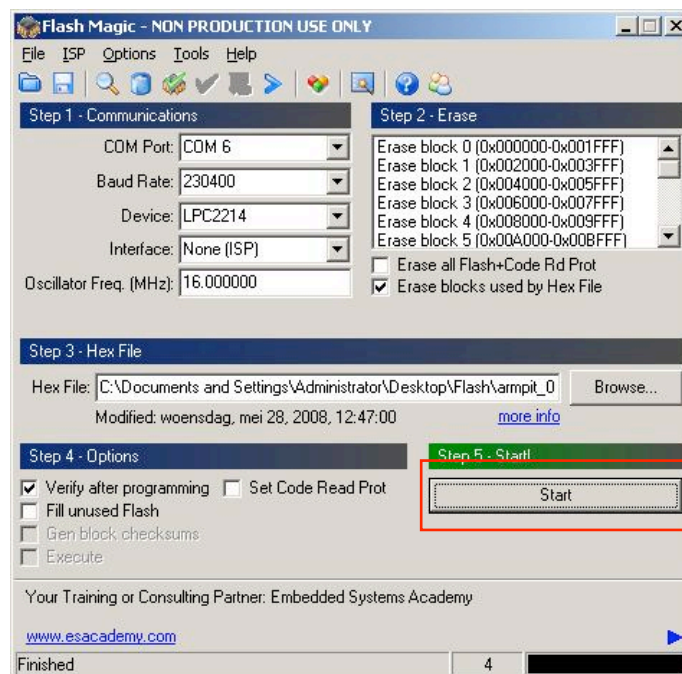 Flash Magic - NON PRODUCTION USE ONLY
File ISP Options Tools Help
Step 1 - Communications
COM Port: COM 6
Baud Rate: 230400
Device: LPC2214
Interface: None (ISP)
Oscillator Freq. (MHz): 16.000000
Step 2 - Erase
Erase block 0 (0x000000-0x001FFF)
Erase block 1 (0x002000-0x003FFF)
Erase block 2 (0x004000-0x005FFF)
Erase block 3 (0x006000-0x007FFF)
Erase block 4 (0x008000-0x009FFF)
Erase block 5 (0x00A000-0x00BFFF)
Erase all Flash+Code Rd Prot
Erase blocks used by Hex File
Step 3 - Hex File
Hex File: C:\Documents and Settings\Administrator\Desktop\Flash\armpit_0 Browse...
Modified: woensdag, mei 28, 2008, 12:47:00 more info
Step 4 - Options
Verify after programming Set Code Read Prot
Fill unused Flash
Gen block checksums
Execute
Step 5 - Start!
Start
Your Training or Consulting Partner: Embedded Systems Academy
www.esacademy.com
Finished 4